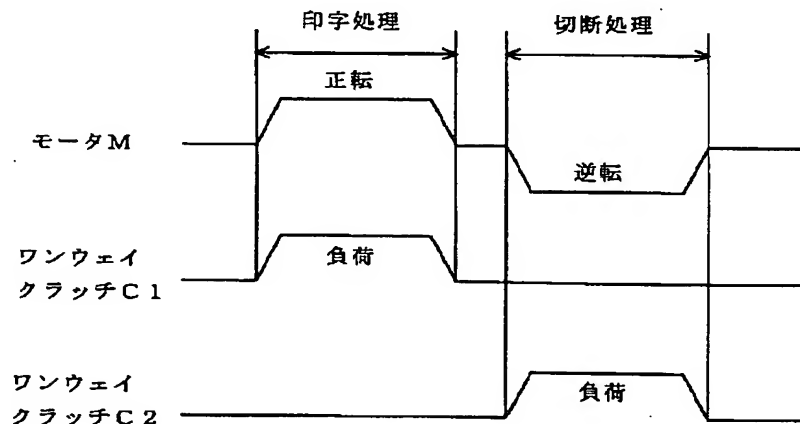 印字処理
切断処理
正転
モータM
逆転
ワンウェイ
クラッチC1
負荷
ワンウェイ
クラッチC2
負荷